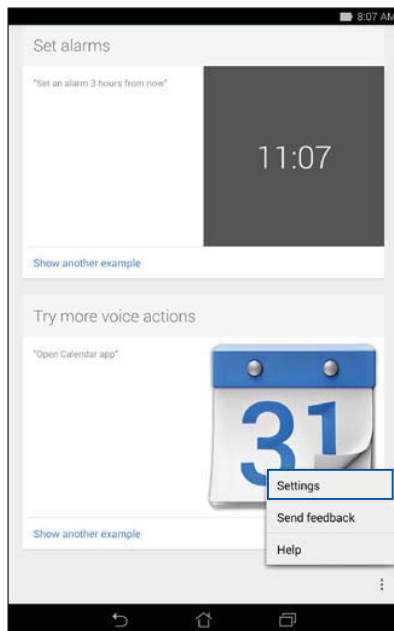 8:07 AM
Set alarms
"Set an alarm 3 hours from now"
11:07
Show another example
Try more voice actions
"Open Calendar app"
31
Settings
Send feedback
Show another example
Help